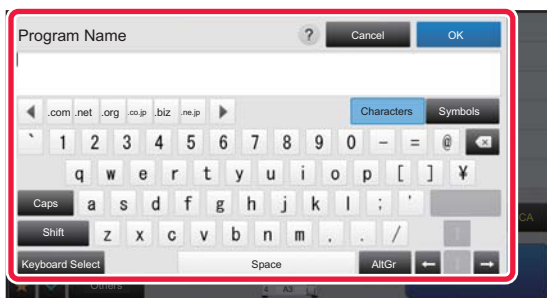 Program Name ? Cancel OK
.com .net .org .co.jp .biz .ne.jp Characters Symbols
` 1 2 3 4 5 6 7 8 9 0 - = @
q w e r t y u i o p [ ] ¥
Caps a s d f g h j k l ; '
CA
Shift z x c v b n m , . /
Keyboard Select Space AltGr ← ↓ →
Others A3